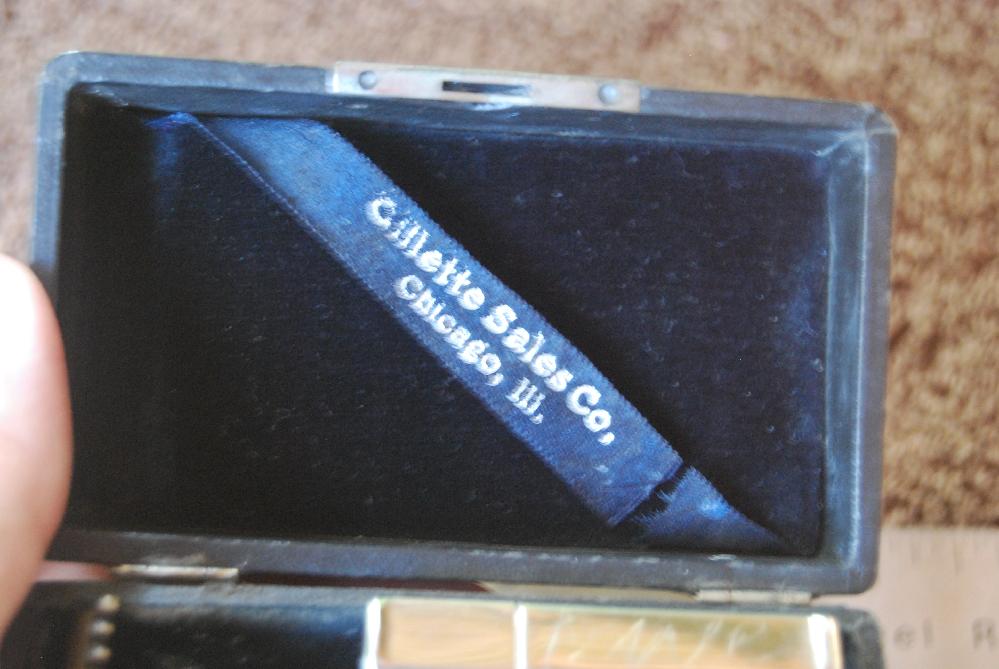 Gillette Sales Co,
Chicago, Ill,